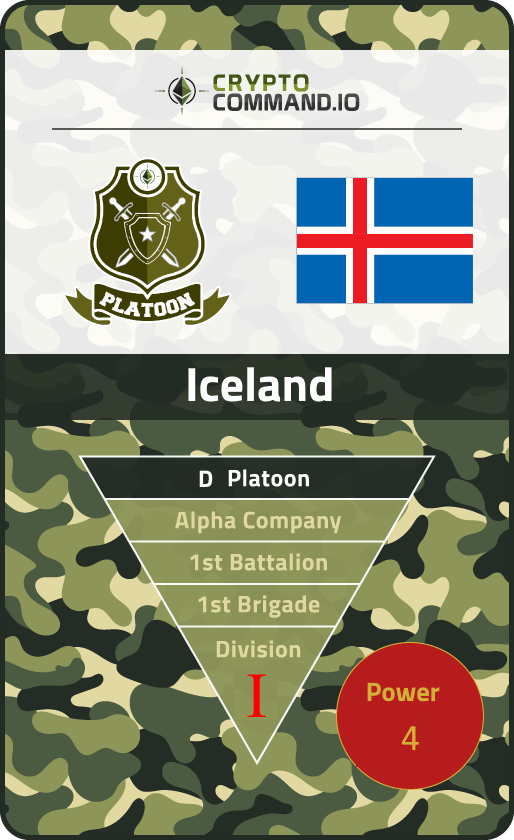 CRYPTO
COMMAND.IO
PLATOON
Iceland
D Platoon
Alpha Company
1st Battalion
1st Brigade
Division
I
Power
4